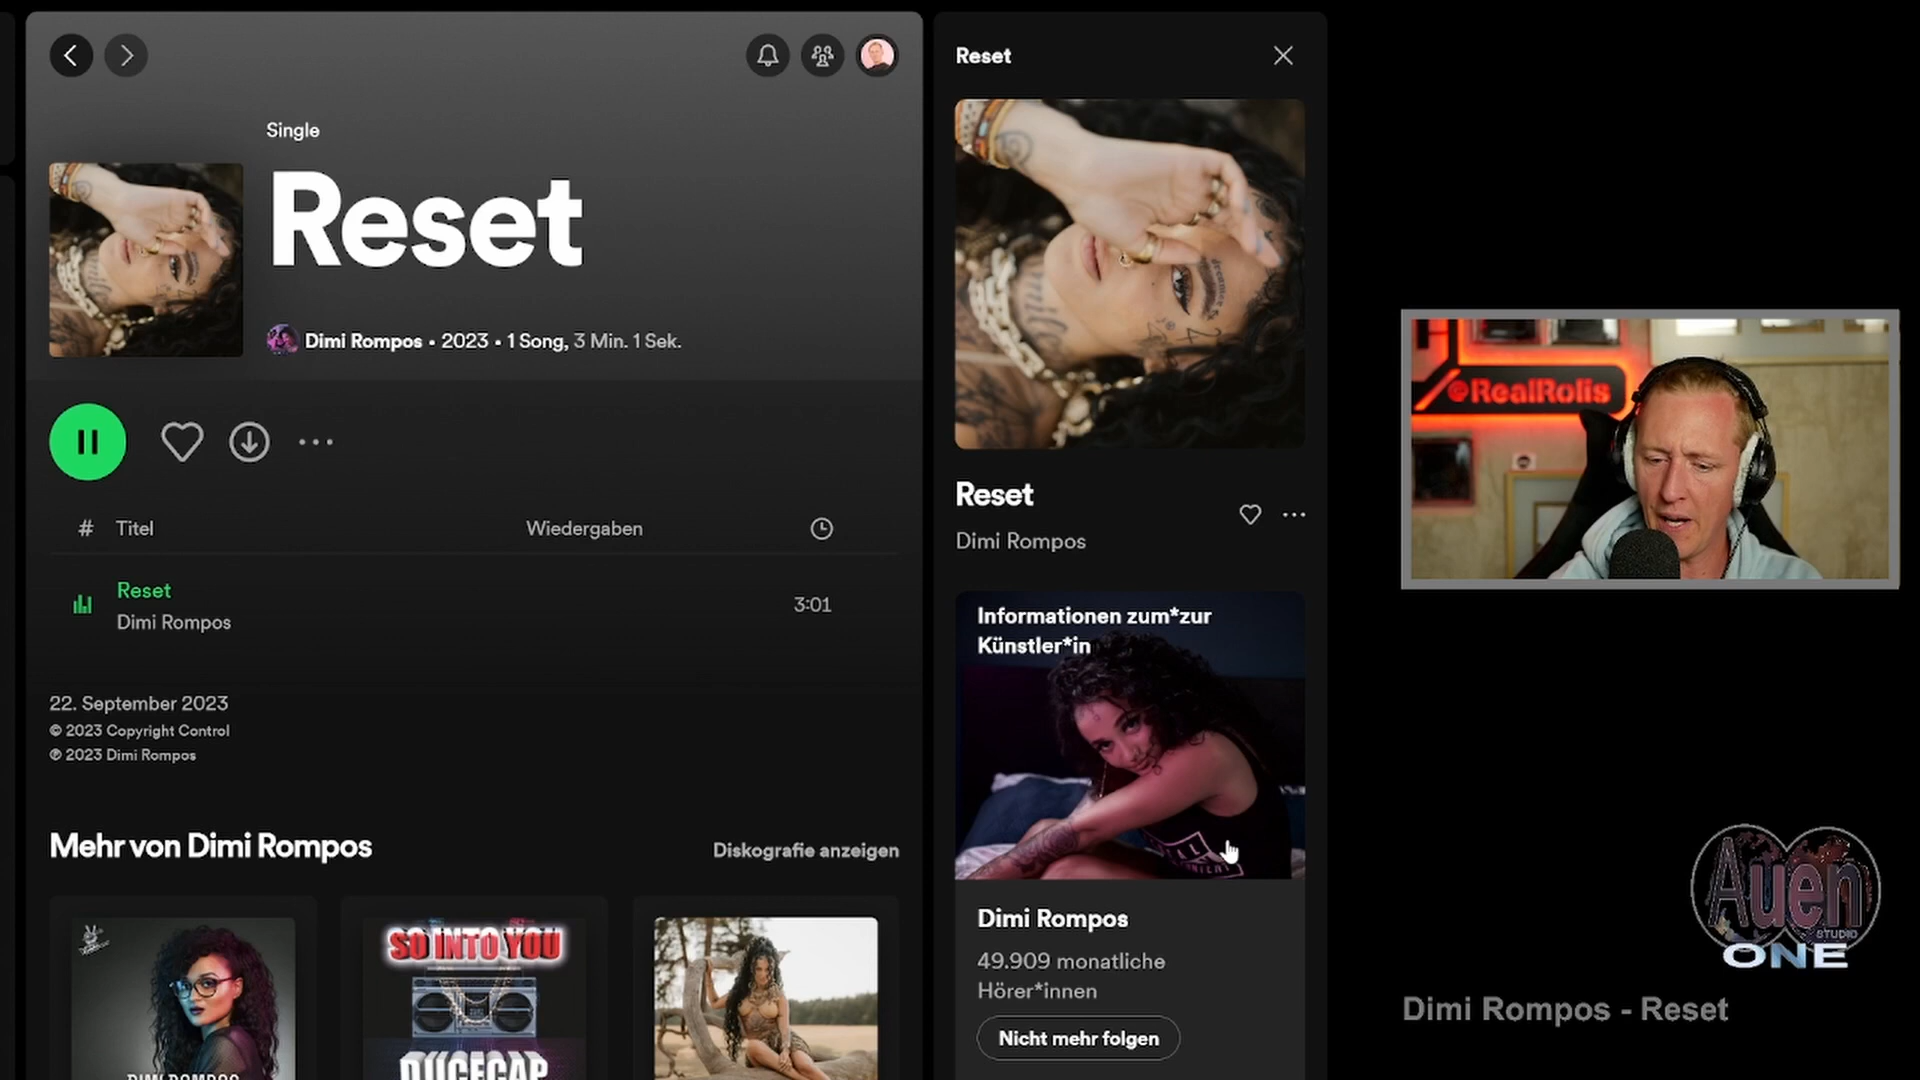 Single
Reset
Dimi Rompos • 2023 • 1 Song, 3 Min. 1 Sek.
# Titel Wiedergaben
Reset
Dimi Rompos
3:01
22. September 2023
© 2023 Copyright Control
℗ 2023 Dimi Rompos
Mehr von Dimi Rompos
Diskografie anzeigen
DIMI ROMPOS
SO INTO YOU
Reset
Reset
Dimi Rompos
Informationen zum*zur
Künstler*in
Dimi Rompos
49.909 monatliche
Hörer*innen
Nicht mehr folgen
@RealRolis
Auen
STUDIO
ONE
Dimi Rompos - Reset